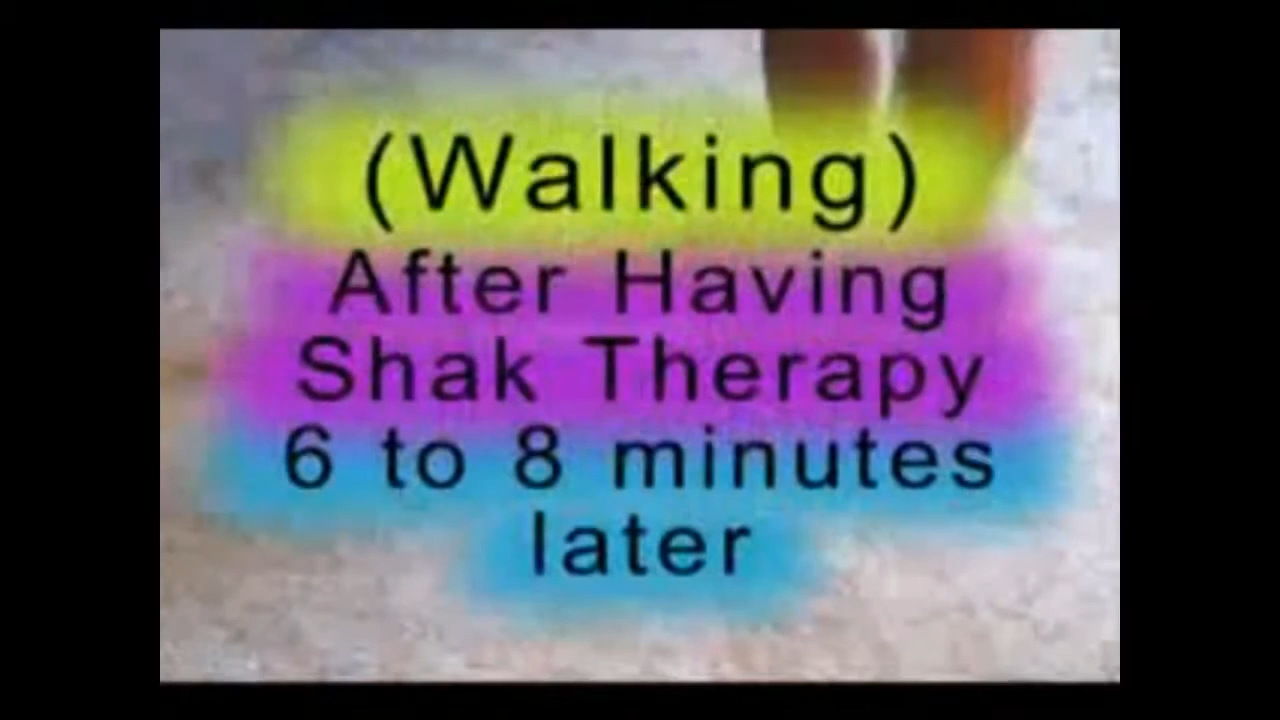 (Walking)
After Having
Shak Therapy
6 to 8 minutes
later